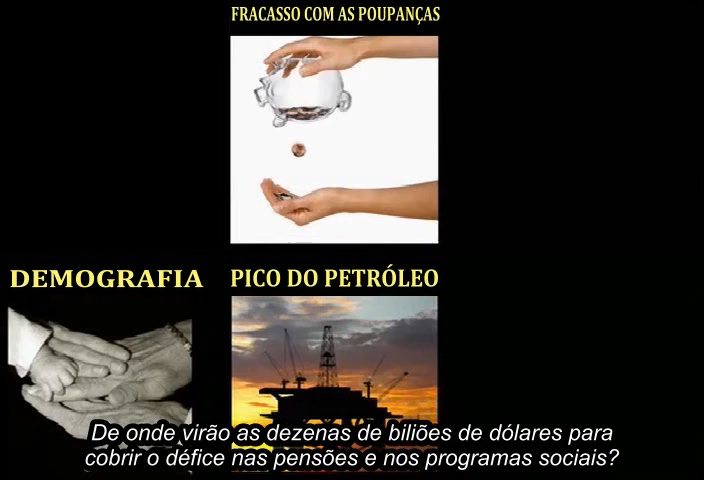 FRACASSO COM AS POUPANÇAS
DEMOGRAFIA
PICO DO PETRÓLEO
De onde virão as dezenas de biliões de dólares para
cobrir o défice nas pensões e nos programas sociais?